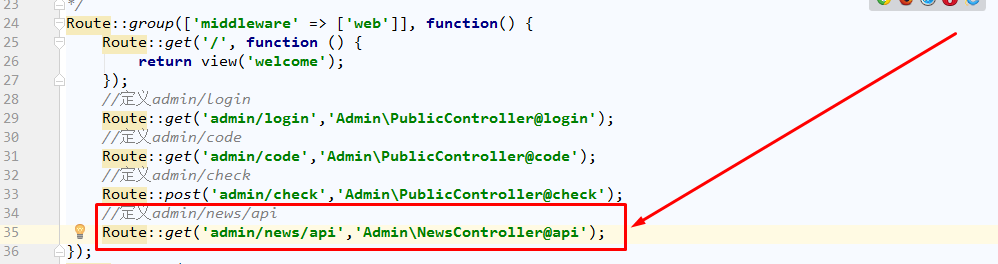 23 */
24 Route::group(['middleware' => ['web']], function() {
25 Route::get('/', function () {
26 return view('welcome');
27 });
28 //定义admin/login
29 Route::get('admin/login','Admin\PublicController@login');
30 //定义admin/code
31 Route::get('admin/code','Admin\PublicController@code');
32 //定义admin/check
33 Route::post('admin/check','Admin\PublicController@check');
34 //定义admin/news/api
35 Route::get('admin/news/api','Admin\NewsController@api');
36 });